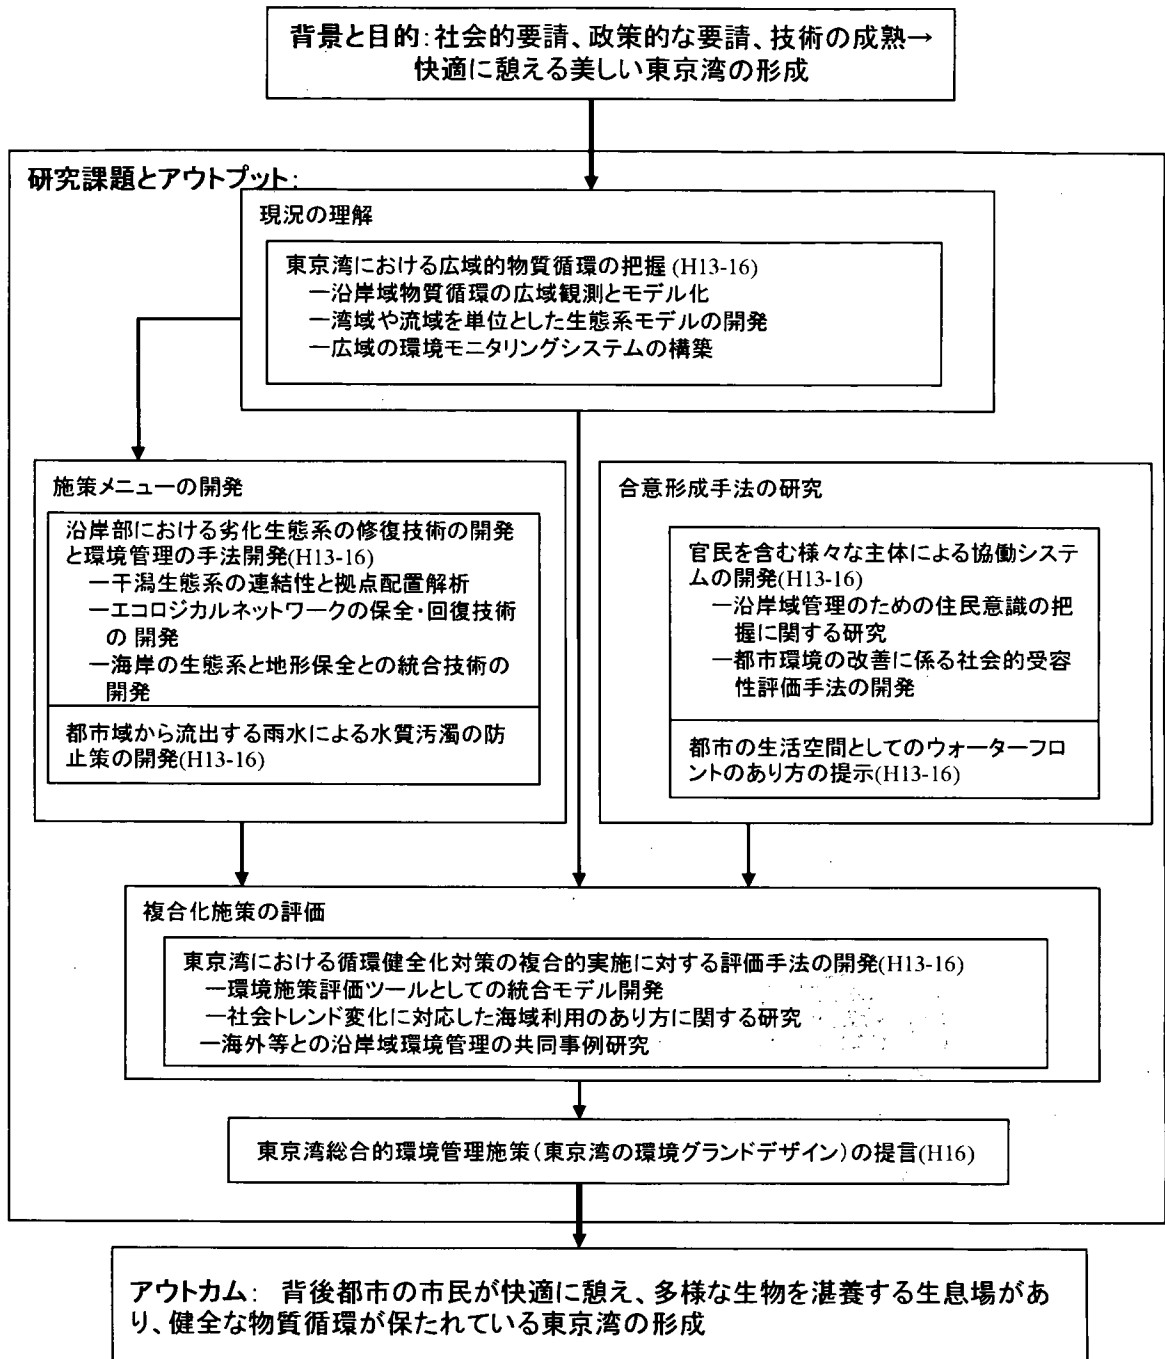 背景と目的:社会的要請、政策的な要請、技術の成熟→
快適に憩える美しい東京湾の形成
研究課題とアウトプット:
現況の理解
東京湾における広域的物質循環の把握(H13-16)
―沿岸域物質循環の広域観測とモデル化
―湾域や流域を単位とした生態系モデルの開発
―広域の環境モニタリングシステムの構築
施策メニューの開発
沿岸部における劣化生態系の修復技術の開発
と環境管理の手法開発(H13-16)
―干潟生態系の連結性と拠点配置解析
―エコロジカルネットワークの保全・回復技術
の 開発
―海岸の生態系と地形保全との統合技術の
開発
都市域から流出する雨水による水質汚濁の防
止策の開発(H13-16)
合意形成手法の研究
官民を含む様々な主体による協働システ
ムの開発(H13-16)
―沿岸域管理のための住民意識の把
握に関する研究
―都市環境の改善に係る社会的受容
性評価手法の開発
都市の生活空間としてのウォーターフロ
ントのあり方の提示(H13-16)
複合化施策の評価
東京湾における循環健全化対策の複合的実施に対する評価手法の開発(H13-16)
―環境施策評価ツールとしての統合モデル開発
―社会トレンド変化に対応した海域利用のあり方に関する研究
―海外等との沿岸域環境管理の共同事例研究
東京湾総合的環境管理施策(東京湾の環境グランドデザイン)の提言(H16)
アウトカム: 背後都市の市民が快適に憩え、多様な生物を湛養する生息場があ
り、健全な物質循環が保たれている東京湾の形成